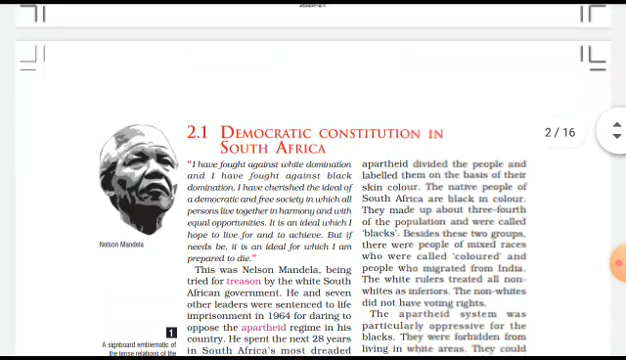 2.1 DEMOCRATIC CONSTITUTION IN
SOUTH AFRICA
"I have fought against white domination
and I have fought against black
domination. I have cherished the ideal of
a democratic and free society in which all
persons live together in harmony and with
equal opportunities. It is an ideal which I
hope to live for and to achieve. But if
needs be, it is an ideal for which I am
prepared to die."
This was Nelson Mandela, being
tried for treason by the white South
African government. He and seven
other leaders were sentenced to life
imprisonment in 1964 for daring to
oppose the apartheid regime in his
country. He spent the next 28 years
in South Africa's most dreaded
apartheid divided the people and
labelled them on the basis of their
skin colour. The native people of
South Africa are black in colour.
They made up about three-fourth
of the population and were called
'blacks'. Besides these two groups,
there were people of mixed races
who were called 'coloured' and
people who migrated from India.
The white rulers treated all non-
whites as inferiors. The non-whites
did not have voting rights.
The apartheid system was
particularly oppressive for the
blacks. They were forbidden from
living in white areas. They could
Nelson Mandela
1
A signboard emblematic of
the tense relations of the
2/16